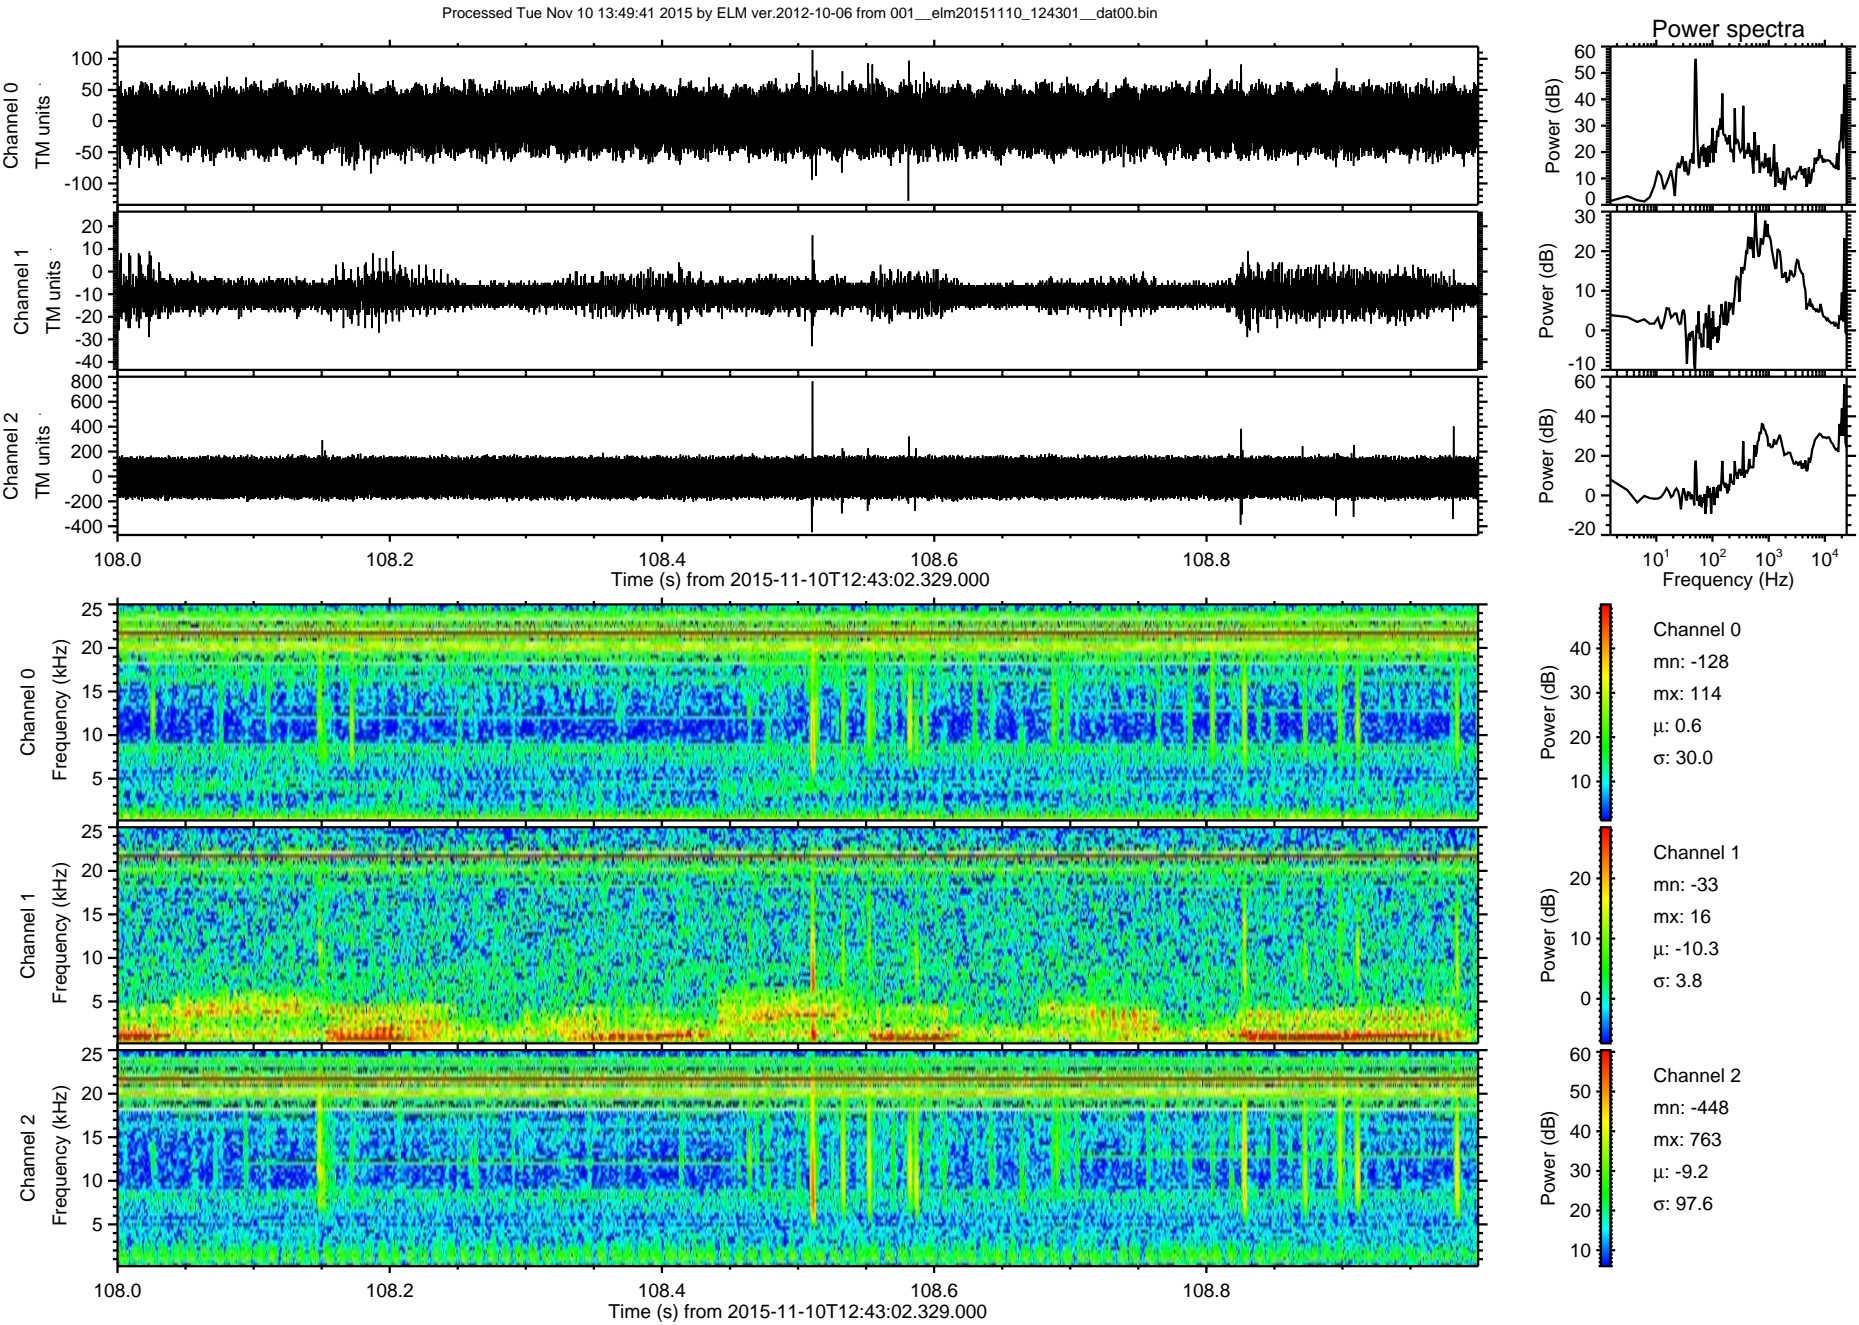 Processed Tue Nov 10 13:49:41 2015 by ELM ver.2012-10-06 from 001__elm20151110_124301__dat00.bin
Power spectra
Channel 0
TM units
100
50
0
-50
-100
Power (dB)
60
50
40
30
20
10
0
Channel 1
TM units
20
10
0
-10
-20
-30
-40
Power (dB)
30
20
10
0
-10
Channel 2
TM units
800
600
400
200
0
-200
-400
Power (dB)
60
40
20
0
-20
108.0 108.2 108.4 108.6 108.8
Time (s) from 2015-11-10T12:43:02.329.000
10^1 10^2 10^3 10^4
Frequency (Hz)
Channel 0
Frequency (kHz)
25
20
15
10
5
Power (dB)
40
30
20
10
Channel 0
mn: -128
mx: 114
μ: 0.6
σ: 30.0
Channel 1
Frequency (kHz)
25
20
15
10
5
Power (dB)
20
10
0
Channel 1
mn: -33
mx: 16
μ: -10.3
σ: 3.8
Channel 2
Frequency (kHz)
25
20
15
10
5
Power (dB)
60
50
40
30
20
10
Channel 2
mn: -448
mx: 763
μ: -9.2
σ: 97.6
108.0 108.2 108.4 108.6 108.8
Time (s) from 2015-11-10T12:43:02.329.000